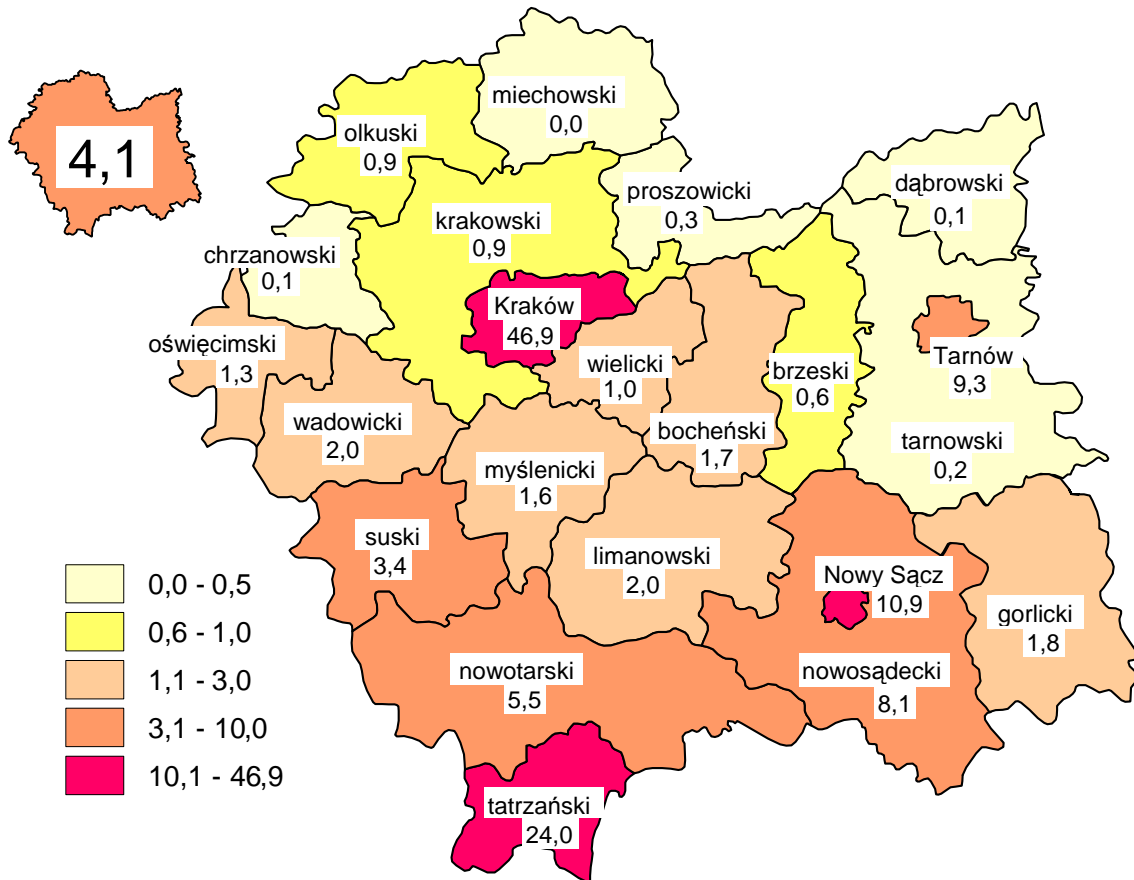 4,1
miechowski
0,0
olkuski
0,9
proszowicki
0,3
dąbrowski
0,1
krakowski
0,9
chrzanowski
0,1
Kraków
46,9
oświęcimski
1,3
wielicki
1,0
brzeski
0,6
Tarnów
9,3
wadowicki
2,0
bocheński
1,7
tarnowski
0,2
myślenicki
1,6
suski
3,4
limanowski
2,0
Nowy Sącz
10,9
gorlicki
1,8
nowotarski
5,5
nowosądecki
8,1
tatrzański
24,0
0,0 - 0,5
0,6 - 1,0
1,1 - 3,0
3,1 - 10,0
10,1 - 46,9